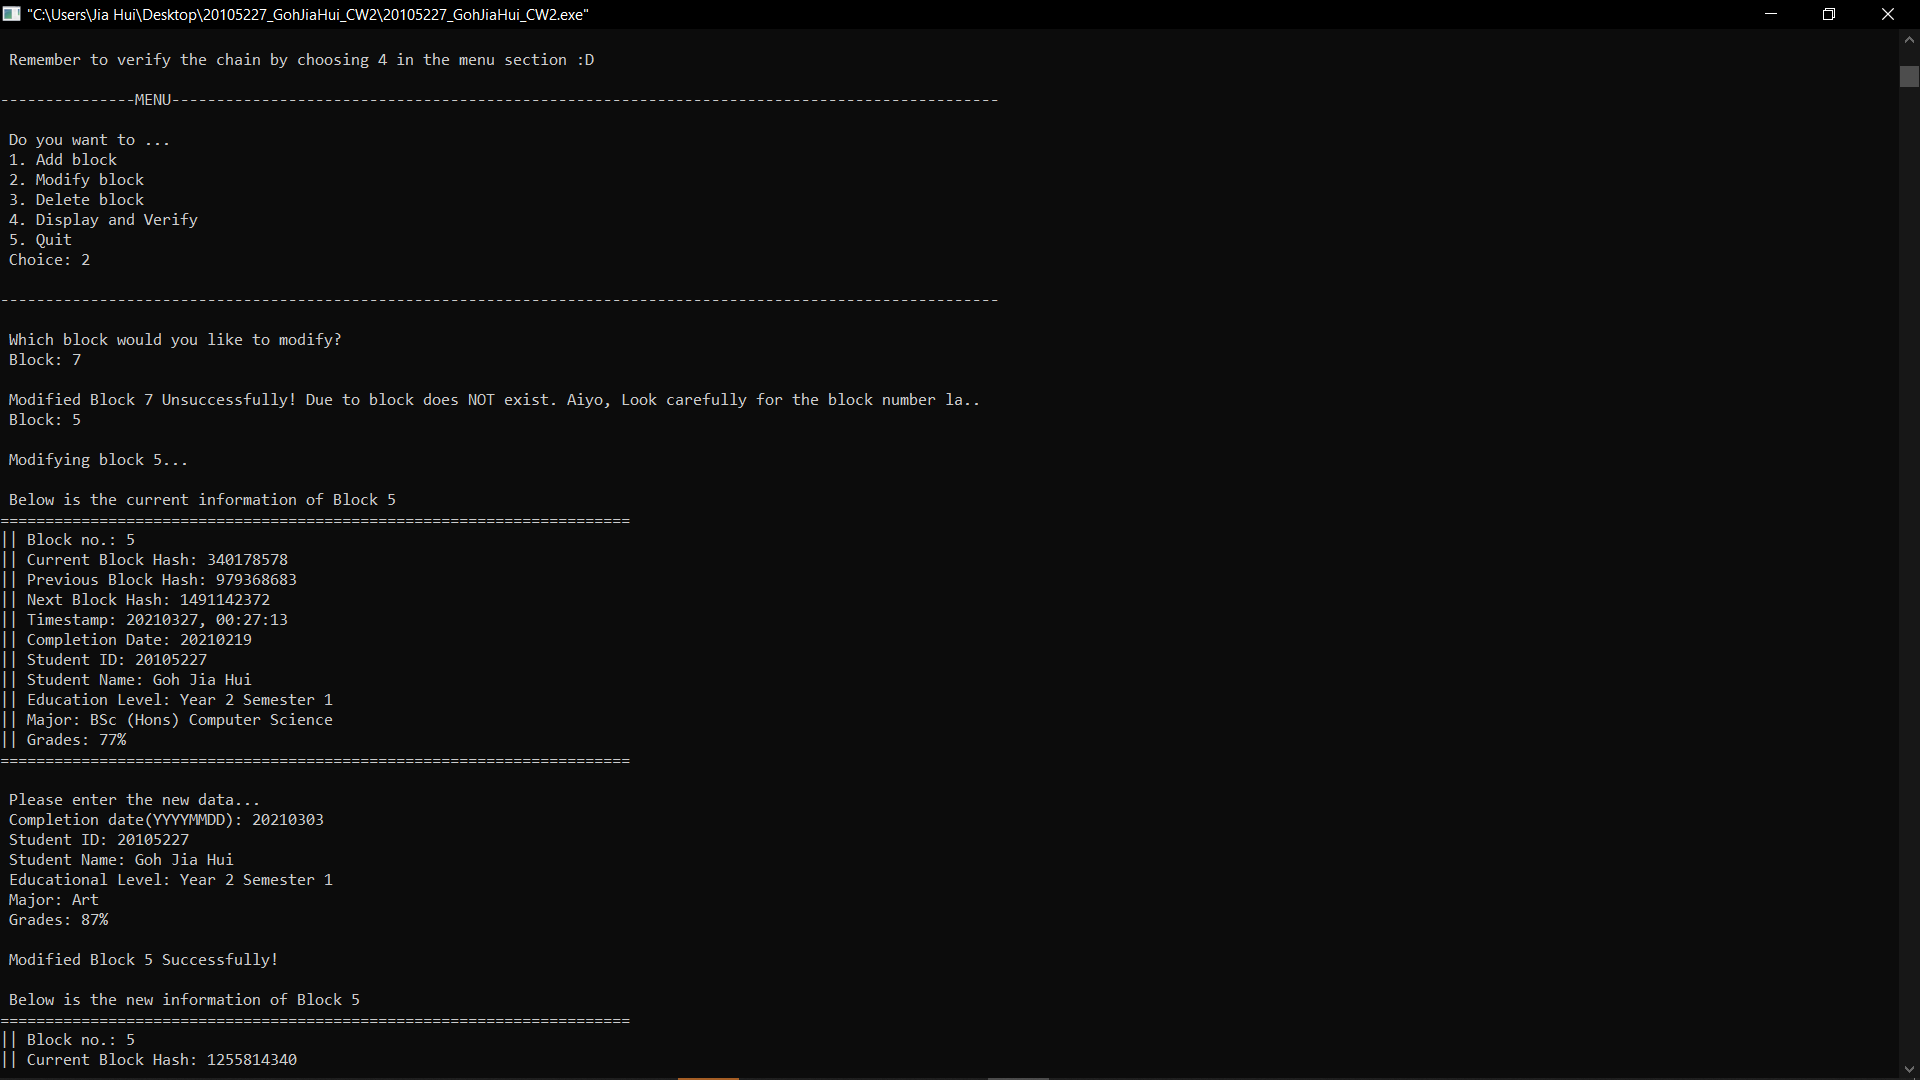 "C:\Users\Jia Hui\Desktop\20105227_GohJiaHui_CW2\20105227_GohJiaHui_CW2.exe"
Remember to verify the chain by choosing 4 in the menu section :D
---------------MENU--------------------------------------------------------------------------------------------
Do you want to ...
1. Add block
2. Modify block
3. Delete block
4. Display and Verify
5. Quit
Choice: 2
---------------------------------------------------------------------------------------------------------------
Which block would you like to modify?
Block: 7
Modified Block 7 Unsuccessfully! Due to block does NOT exist. Aiyo, Look carefully for the block number la..
Block: 5
Modifying block 5...
Below is the current information of Block 5
======================================================================
|| Block no.: 5
|| Current Block Hash: 340178578
|| Previous Block Hash: 979368683
|| Next Block Hash: 1491142372
|| Timestamp: 20210327, 00:27:13
|| Completion Date: 20210219
|| Student ID: 20105227
|| Student Name: Goh Jia Hui
|| Education Level: Year 2 Semester 1
|| Major: BSc (Hons) Computer Science
|| Grades: 77%
======================================================================
Please enter the new data...
Completion date(YYYYMMDD): 20210303
Student ID: 20105227
Student Name: Goh Jia Hui
Educational Level: Year 2 Semester 1
Major: Art
Grades: 87%
Modified Block 5 Successfully!
Below is the new information of Block 5
======================================================================
|| Block no.: 5
|| Current Block Hash: 1255814340